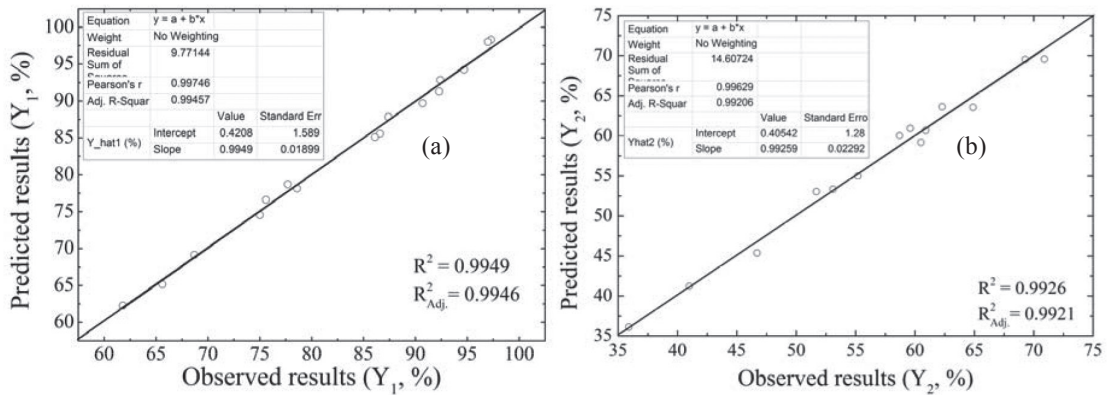 Equation y = a + b*x
Weight No Weighting
Residual 9.77144
Sum of
Pearson's r 0.99746
Adj. R-Squar 0.99457
Value Standard Err
Y_hat1 (%) Intercept 0.4208 1.589
Slope 0.9949 0.01899
(a)
R² = 0.9949
R²Adj. = 0.9946
Predicted results (Y₁, %)
100
95
90
85
80
75
70
65
60
60 65 70 75 80 85 90 95 100
Observed results (Y₁, %)
Equation y = a + b*x
Weight No Weighting
Residual 14.60724
Sum of
Pearson's r 0.99629
Adj. R-Squar 0.99206
Value Standard Erro
Yhat2 (%) Intercept 0.40542 1.28
Slope 0.99259 0.02292
(b)
R² = 0.9926
R²Adj. = 0.9921
Predicted results (Y₂, %)
75
70
65
60
55
50
45
40
35
35 40 45 50 55 60 65 70 75
Observed results (Y₂, %)